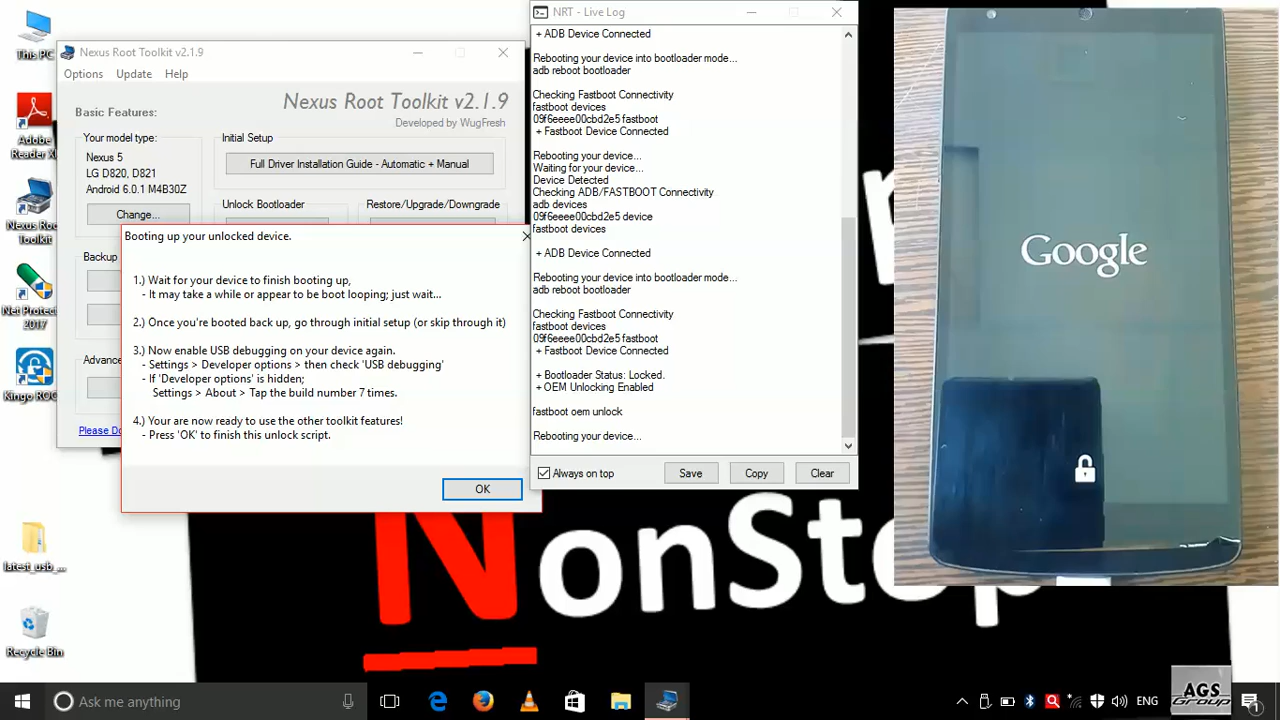 This PC
Adobe
Reader XI
Nexus Root
Toolkit
Net Protec...
2017
Kingo ROO...
latest_usb_...
Recycle Bin
Nexus Root Toolkit v2.1.9
Options Update Help
Nexus Root Toolkit v2.1.9
Developed by WugFresh
Basic Features:
Your model type:
Nexus 5
LG D820, D821
Android 6.0.1 M4B30Z
Change...
Setup
Full Driver Installation Guide - Automatic + Manual
Unlock Bootloader
Restore/Upgrade/Downgrade
Backup
Advance
Please Do
Booting up your unlocked device.
1.) Wait for your device to finish booting up,
- It may take a while or appear to be boot looping; just wait...
2.) Once you're booted back up, go through initial setup (or skip through it)
3.) Now enable USB debugging on your device again.
- Settings > Developer options > then check 'USB debugging'
- If 'Developer options' is hidden;
Settings > About > Tap the build number 7 times.
4.) Your are now ready to use the other toolkit features!
- Press 'OK' to finish this unlock script.
OK
NRT - Live Log
+ ADB Device Connected
Rebooting your device into bootloader mode...
adb reboot bootloader
Checking Fastboot Connectivity
fastboot devices
09f6eeee00cbd2e5 fastboot
+ Fastboot Device Connected
Rebooting your device...
Waiting for your device...
Device Detected
Checking ADB/FASTBOOT Connectivity
adb devices
09f6eeee00cbd2e5 device
fastboot devices
+ ADB Device Connected
Rebooting your device into bootloader mode...
adb reboot bootloader
Checking Fastboot Connectivity
fastboot devices
09f6eeee00cbd2e5 fastboot
+ Fastboot Device Connected
+ Bootloader Status: Locked.
+ OEM Unlocking Enabled
fastboot oem unlock
Rebooting your device...
Always on top Save Copy Clear
Google
NonStop
Ask me anything
ENG
AGS
Group
1